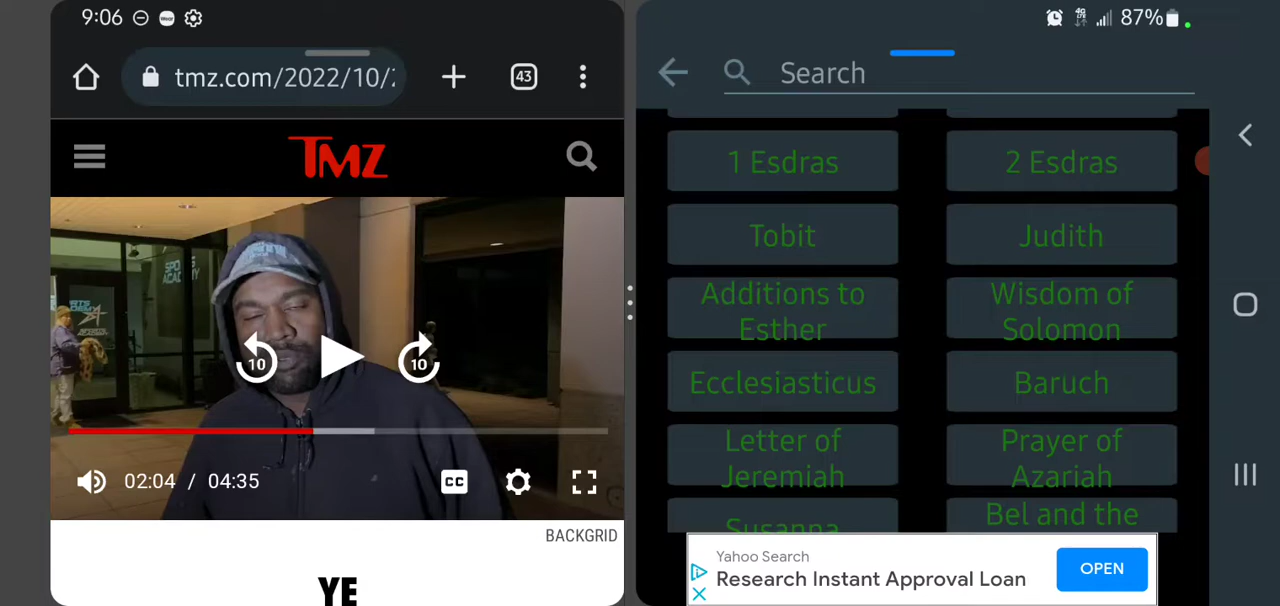 9:06
87%
tmz.com/2022/10/2
43
Search
TMZ
1 Esdras
2 Esdras
Tobit
Judith
Additions to
Esther
Wisdom of
Solomon
Ecclesiasticus
Baruch
Letter of
Jeremiah
Prayer of
Azariah
Susanna
Bel and the
10
10
02:04 / 04:35
CC
BACKGRID
YE
Yahoo Search
Research Instant Approval Loan
OPEN